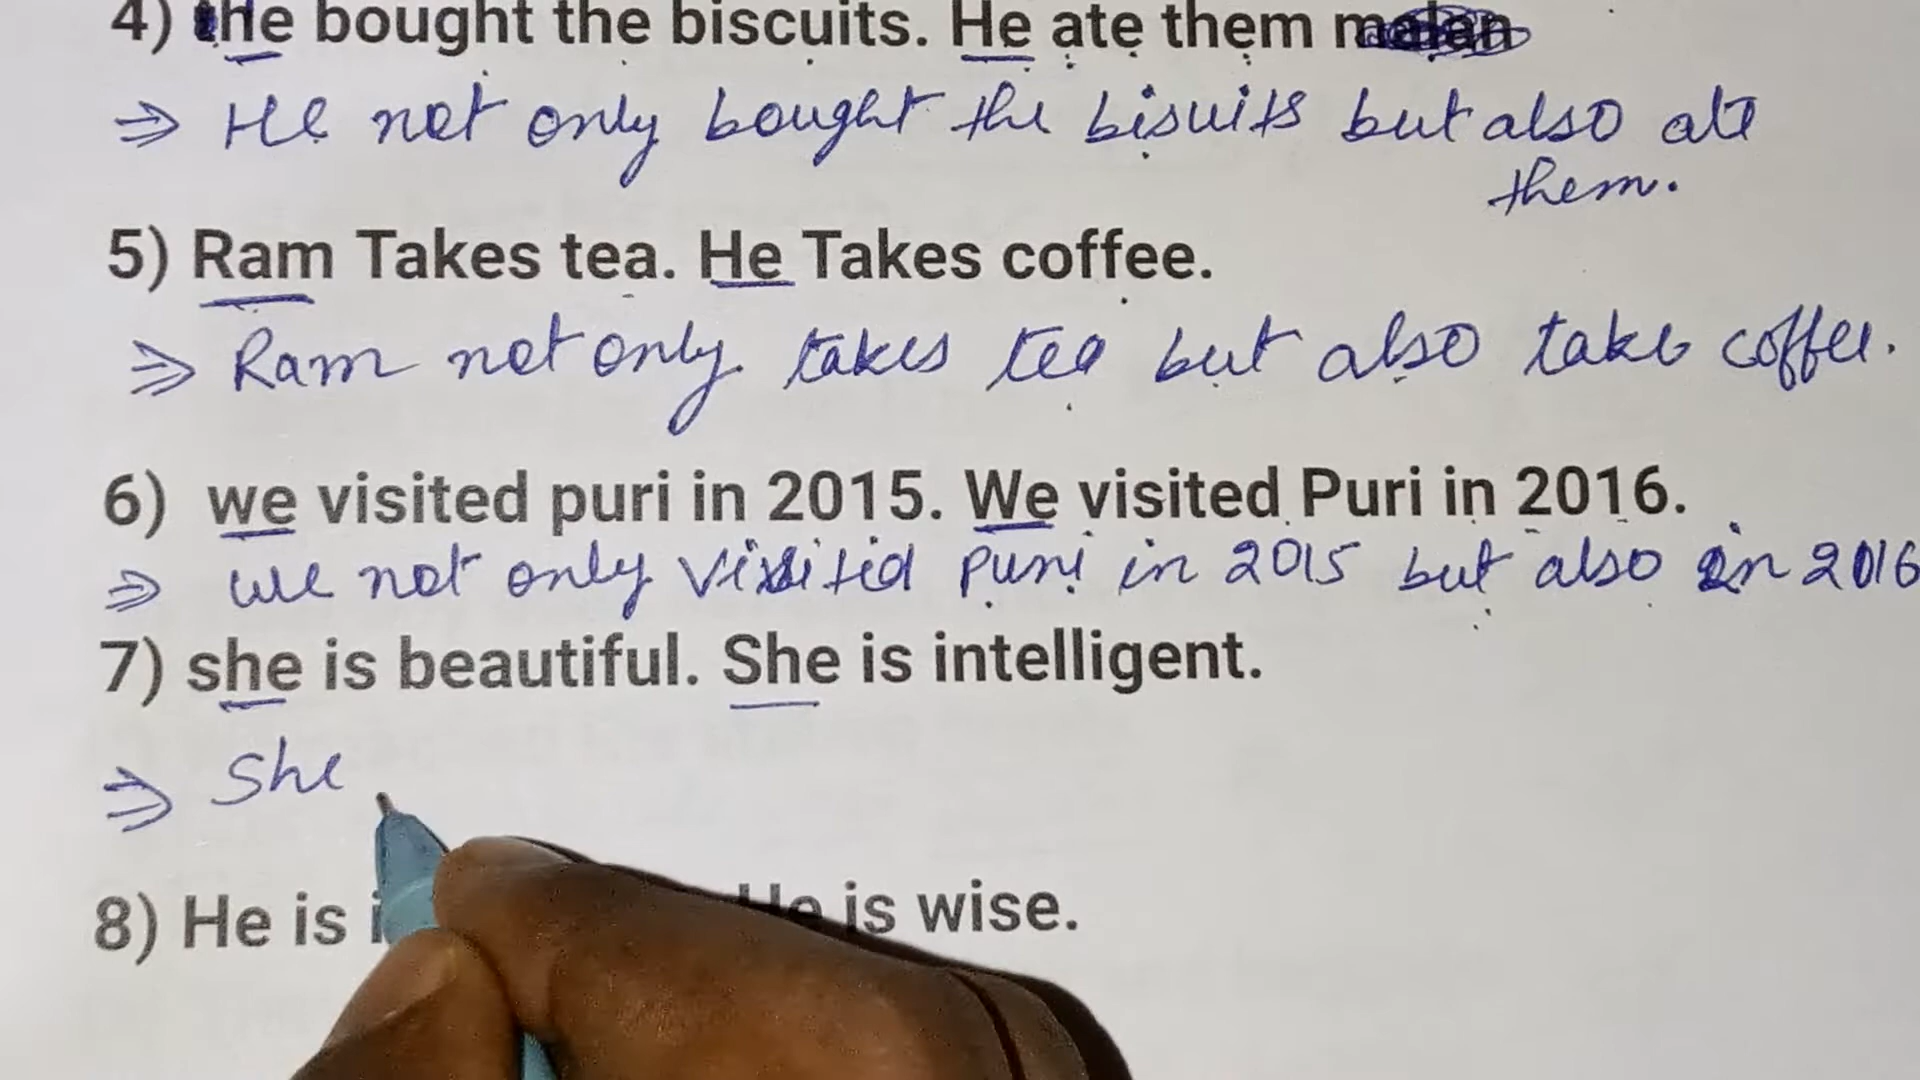 4) the bought the biscuits. He ate them
⇒ He not only bought the bisuits but also ate
them.
5) Ram Takes tea. He Takes coffee.
⇒ Ram not only takes tea but also take coffee.
6) we visited puri in 2015. We visited Puri in 2016.
⇒ We not only visited puri in 2015 but also in 2016
7) she is beautiful. She is intelligent.
⇒ She
8) He is He is wise.